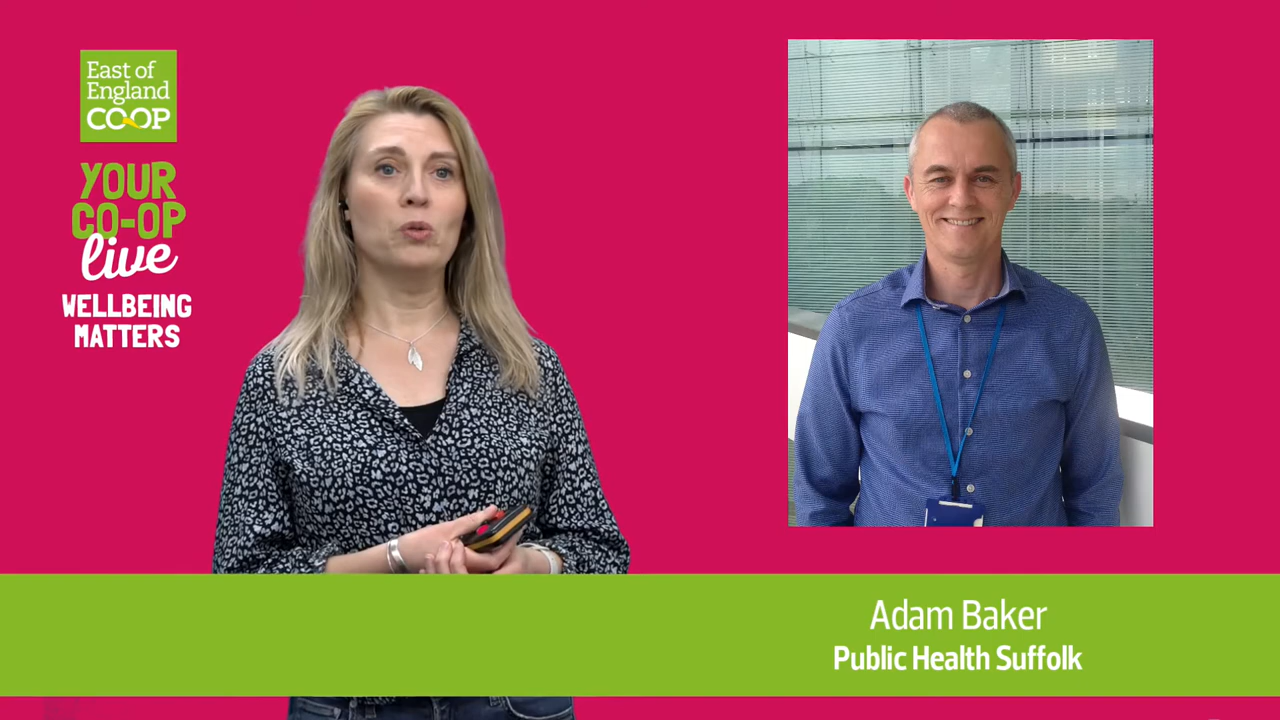 East of
England
CO-OP
YOUR
CO-OP
live
WELLBEING
MATTERS
Adam Baker
Public Health Suffolk